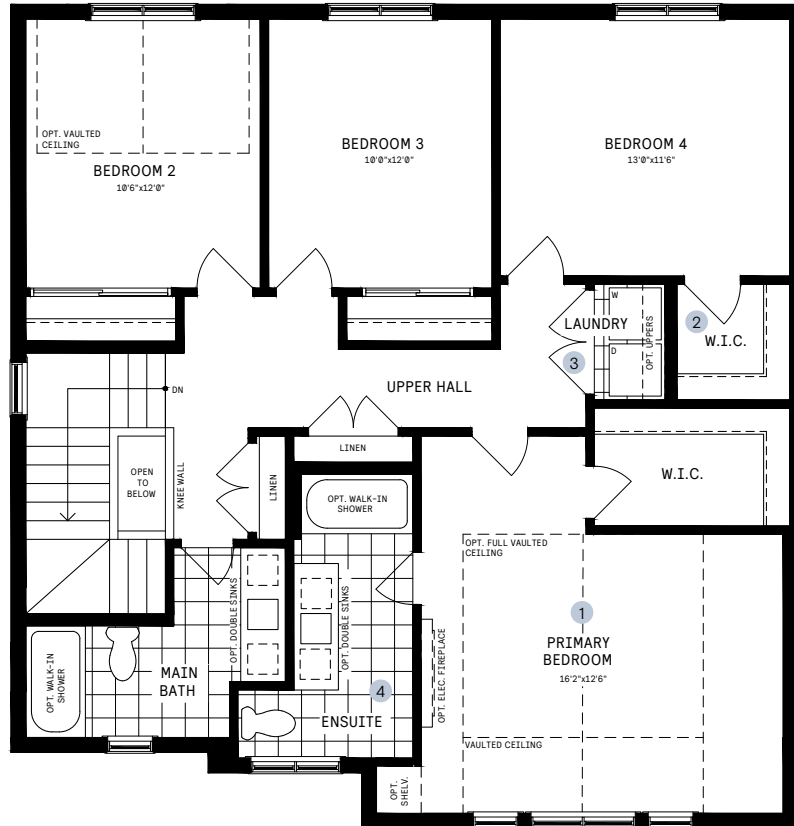 OPT. VAULTED
CEILING
BEDROOM 2
10'6"x12'0"
BEDROOM 3
10'0"x12'0"
BEDROOM 4
13'0"x11'6"
W
LAUNDRY
D
OPT. UPPERS
3
2
W.I.C.
DN
UPPER HALL
LINEN
W.I.C.
OPEN
TO
BELOW
KNEE WALL
LINEN
OPT. WALK-IN
SHOWER
OPT. FULL VAULTED
CEILING
OPT. DOUBLE SINKS
OPT. DOUBLE SINKS
1
PRIMARY
BEDROOM
16'2"x12'6"
OPT. ELEC. FIREPLACE
OPT. WALK-IN
SHOWER
MAIN
BATH
4
ENSUITE
VAULTED CEILING
OPT.
SHELV.